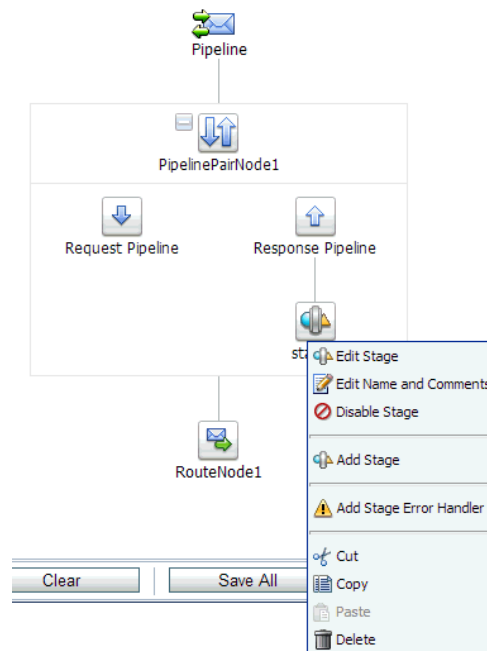 Pipeline
PipelinePairNode1
Request Pipeline
Response Pipeline
Edit Stage
Edit Name and Comments
Disable Stage
RouteNode1
Add Stage
Add Stage Error Handler
Cut
Clear
Save All
Copy
Paste
Delete